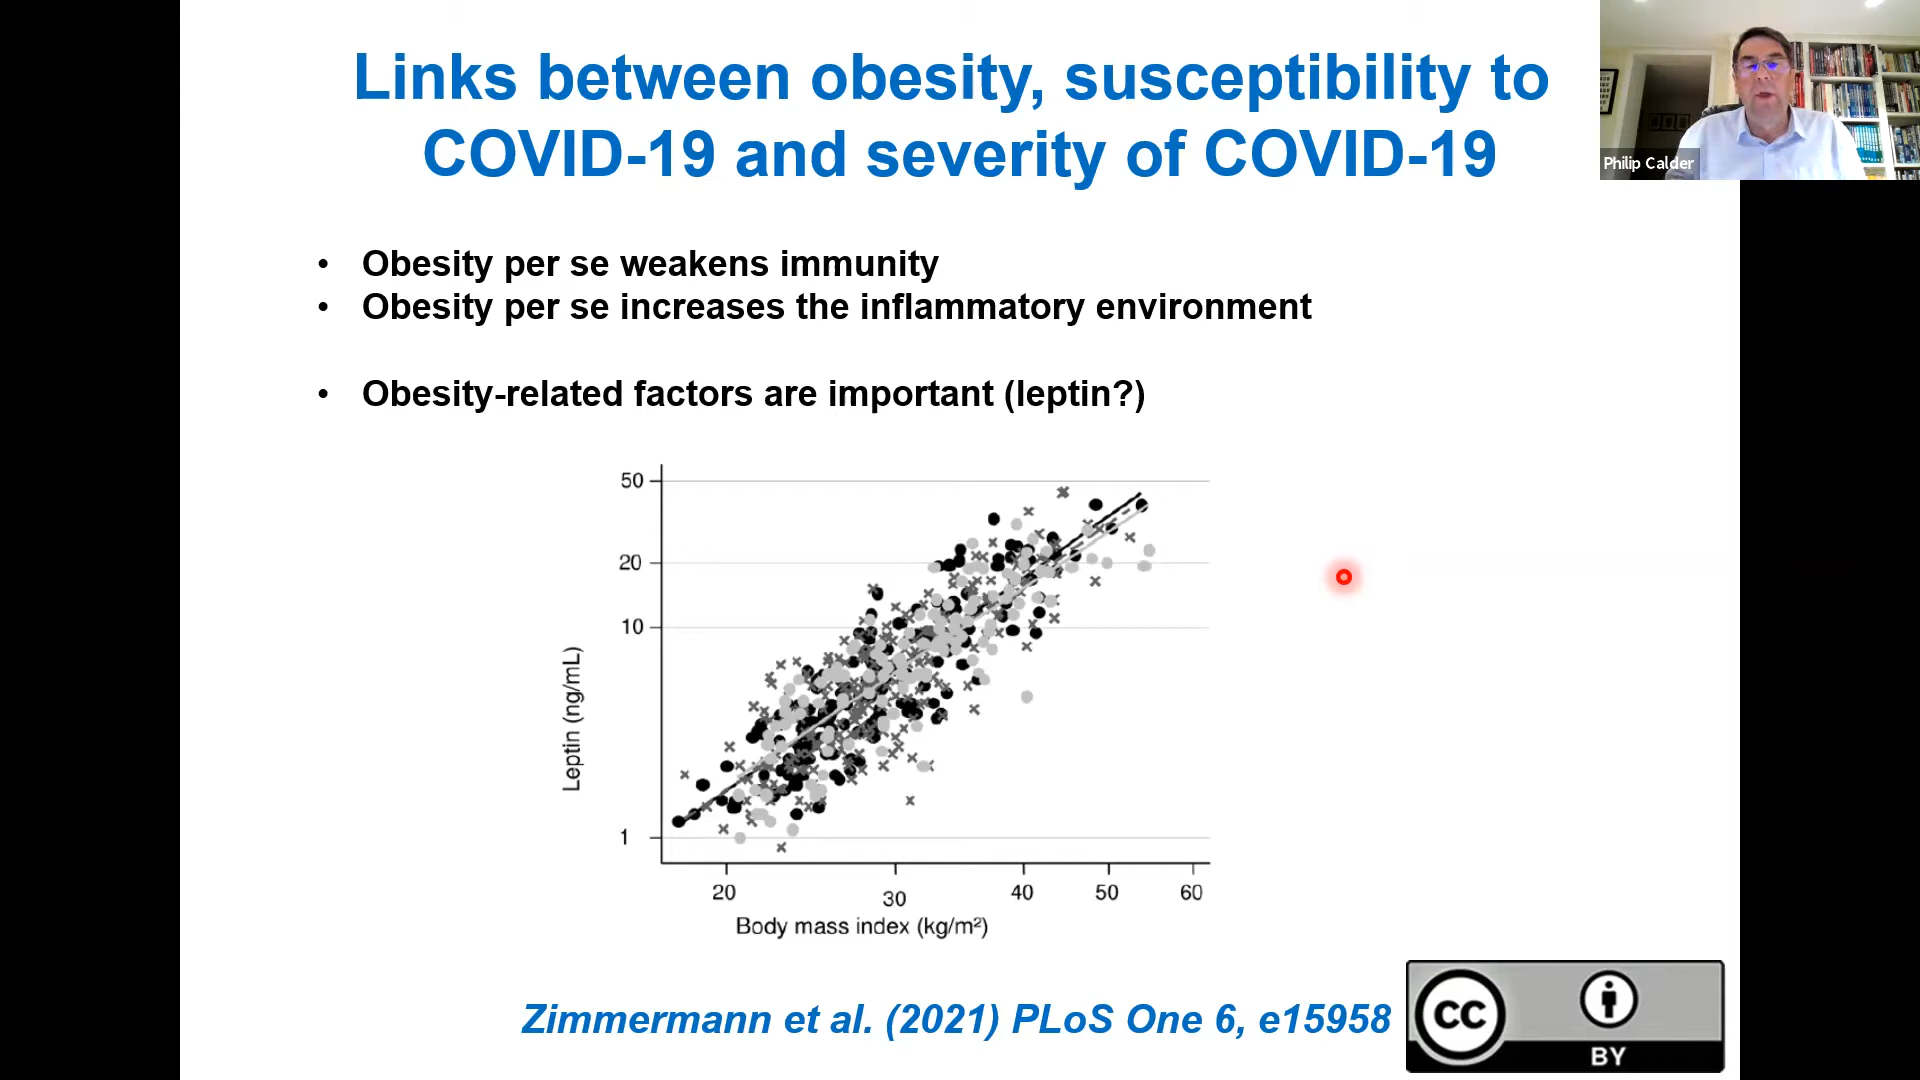 Links between obesity, susceptibility to
COVID-19 and severity of COVID-19
Philip Calder
• Obesity per se weakens immunity
• Obesity per se increases the inflammatory environment
• Obesity-related factors are important (leptin?)
50
20
10
1
Leptin (ng/mL)
20 30 40 50 60
Body mass index (kg/m²)
Zimmermann et al. (2021) PLoS One 6, e15958
CC
BY